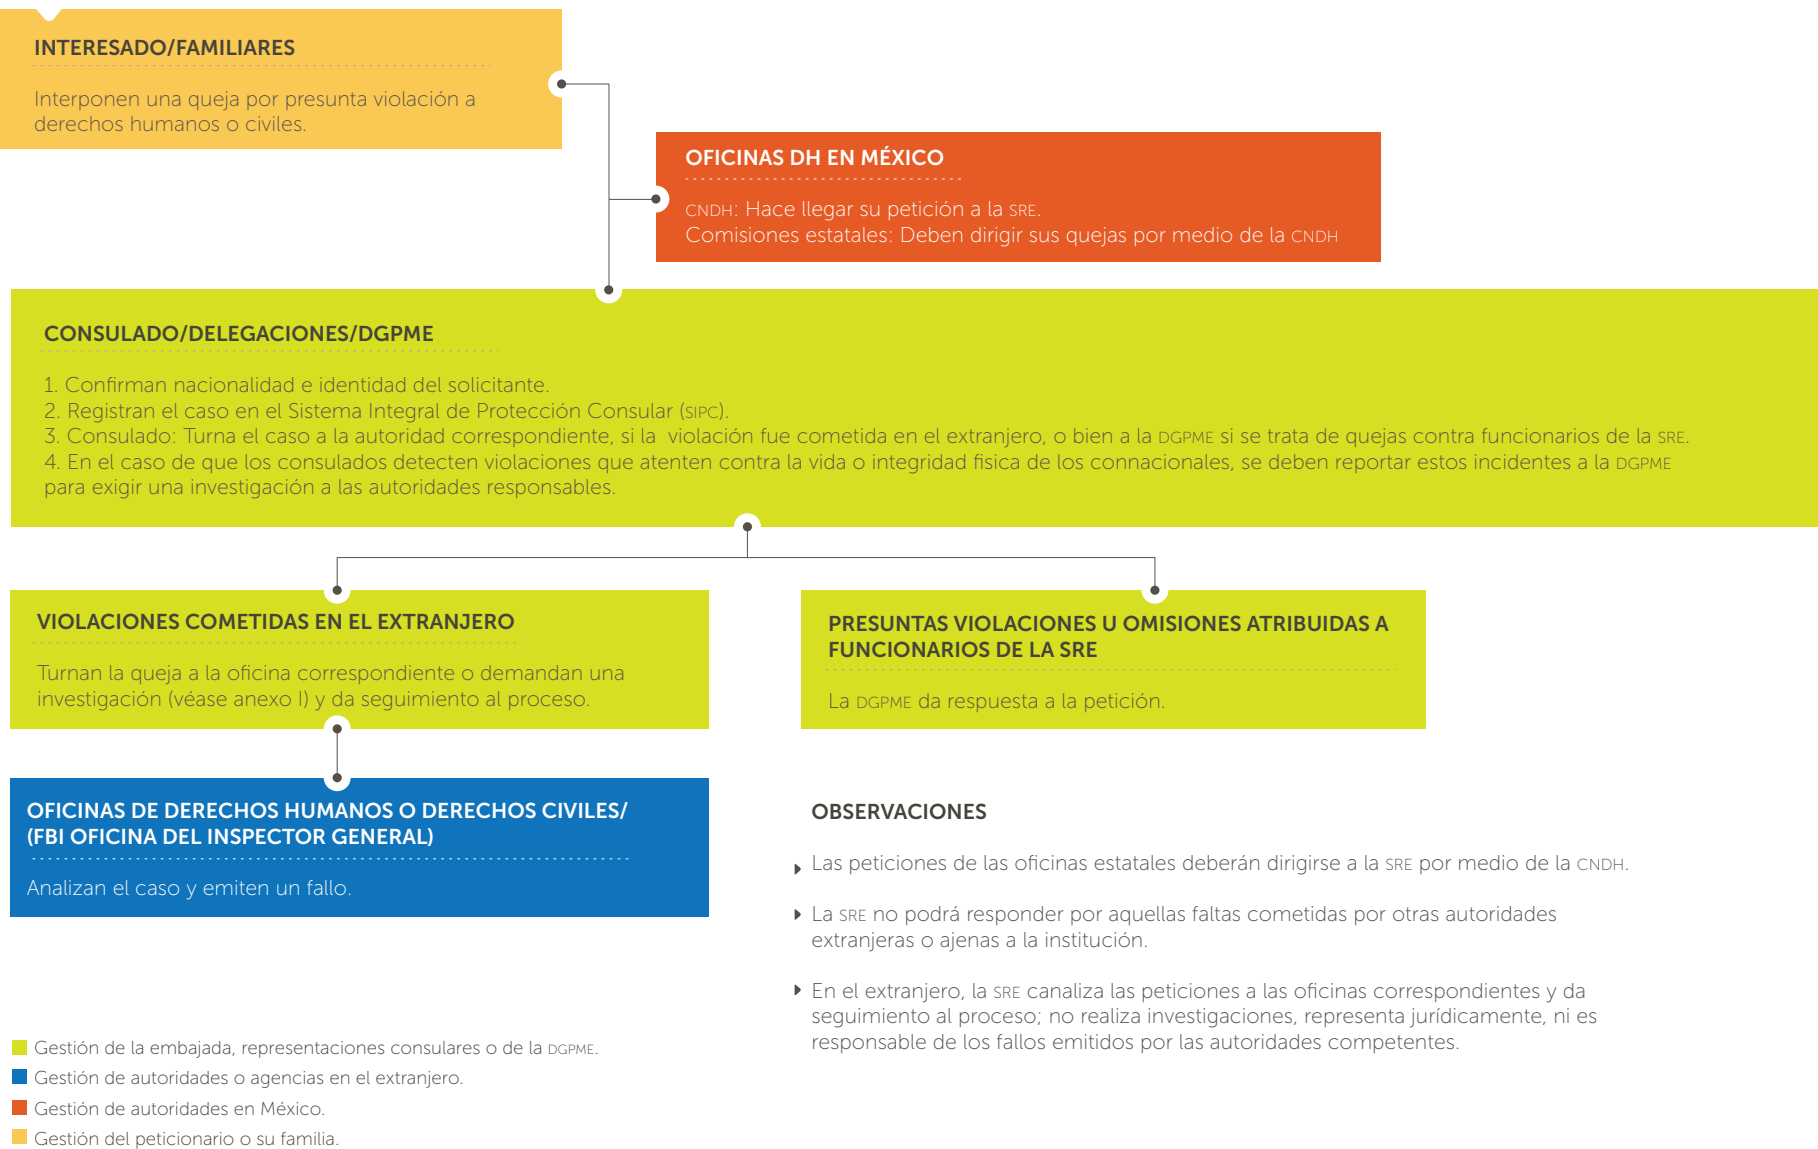 INTERESADO/FAMILIARES
Interponen una queja por presunta violación a
derechos humanos o civiles.
OFICINAS DH EN MÉXICO
CNDH: Hace llegar su petición a la SRE.
Comisiones estatales: Deben dirigir sus quejas por medio de la CNDH
CONSULADO/DELEGACIONES/DGPME
1. Confirman nacionalidad e identidad del solicitante.
2. Registran el caso en el Sistema Integral de Protección Consular (SIPC).
3. Consulado: Turna el caso a la autoridad correspondiente, si la violación fue cometida en el extranjero, o bien a la DGPME si se trata de quejas contra funcionarios de la SRE.
4. En el caso de que los consulados detecten violaciones que atenten contra la vida o integridad física de los connacionales, se deben reportar estos incidentes a la DGPME
para exigir una investigación a las autoridades responsables.
VIOLACIONES COMETIDAS EN EL EXTRANJERO
Turnan la queja a la oficina correspondiente o demandan una
investigación (véase anexo I) y da seguimiento al proceso.
PRESUNTAS VIOLACIONES U OMISIONES ATRIBUIDAS A
FUNCIONARIOS DE LA SRE
La DGPME da respuesta a la petición.
OFICINAS DE DERECHOS HUMANOS O DERECHOS CIVILES/
(FBI OFICINA DEL INSPECTOR GENERAL)
Analizan el caso y emiten un fallo.
OBSERVACIONES
Las peticiones de las oficinas estatales deberán dirigirse a la SRE por medio de la CNDH.
La SRE no podrá responder por aquellas faltas cometidas por otras autoridades
extranjeras o ajenas a la institución.
En el extranjero, la SRE canaliza las peticiones a las oficinas correspondientes y da
seguimiento al proceso; no realiza investigaciones, representa jurídicamente, ni es
responsable de los fallos emitidos por las autoridades competentes.
Gestión de la embajada, representaciones consulares o de la DGPME.
Gestión de autoridades o agencias en el extranjero.
Gestión de autoridades en México.
Gestión del peticionario o su familia.